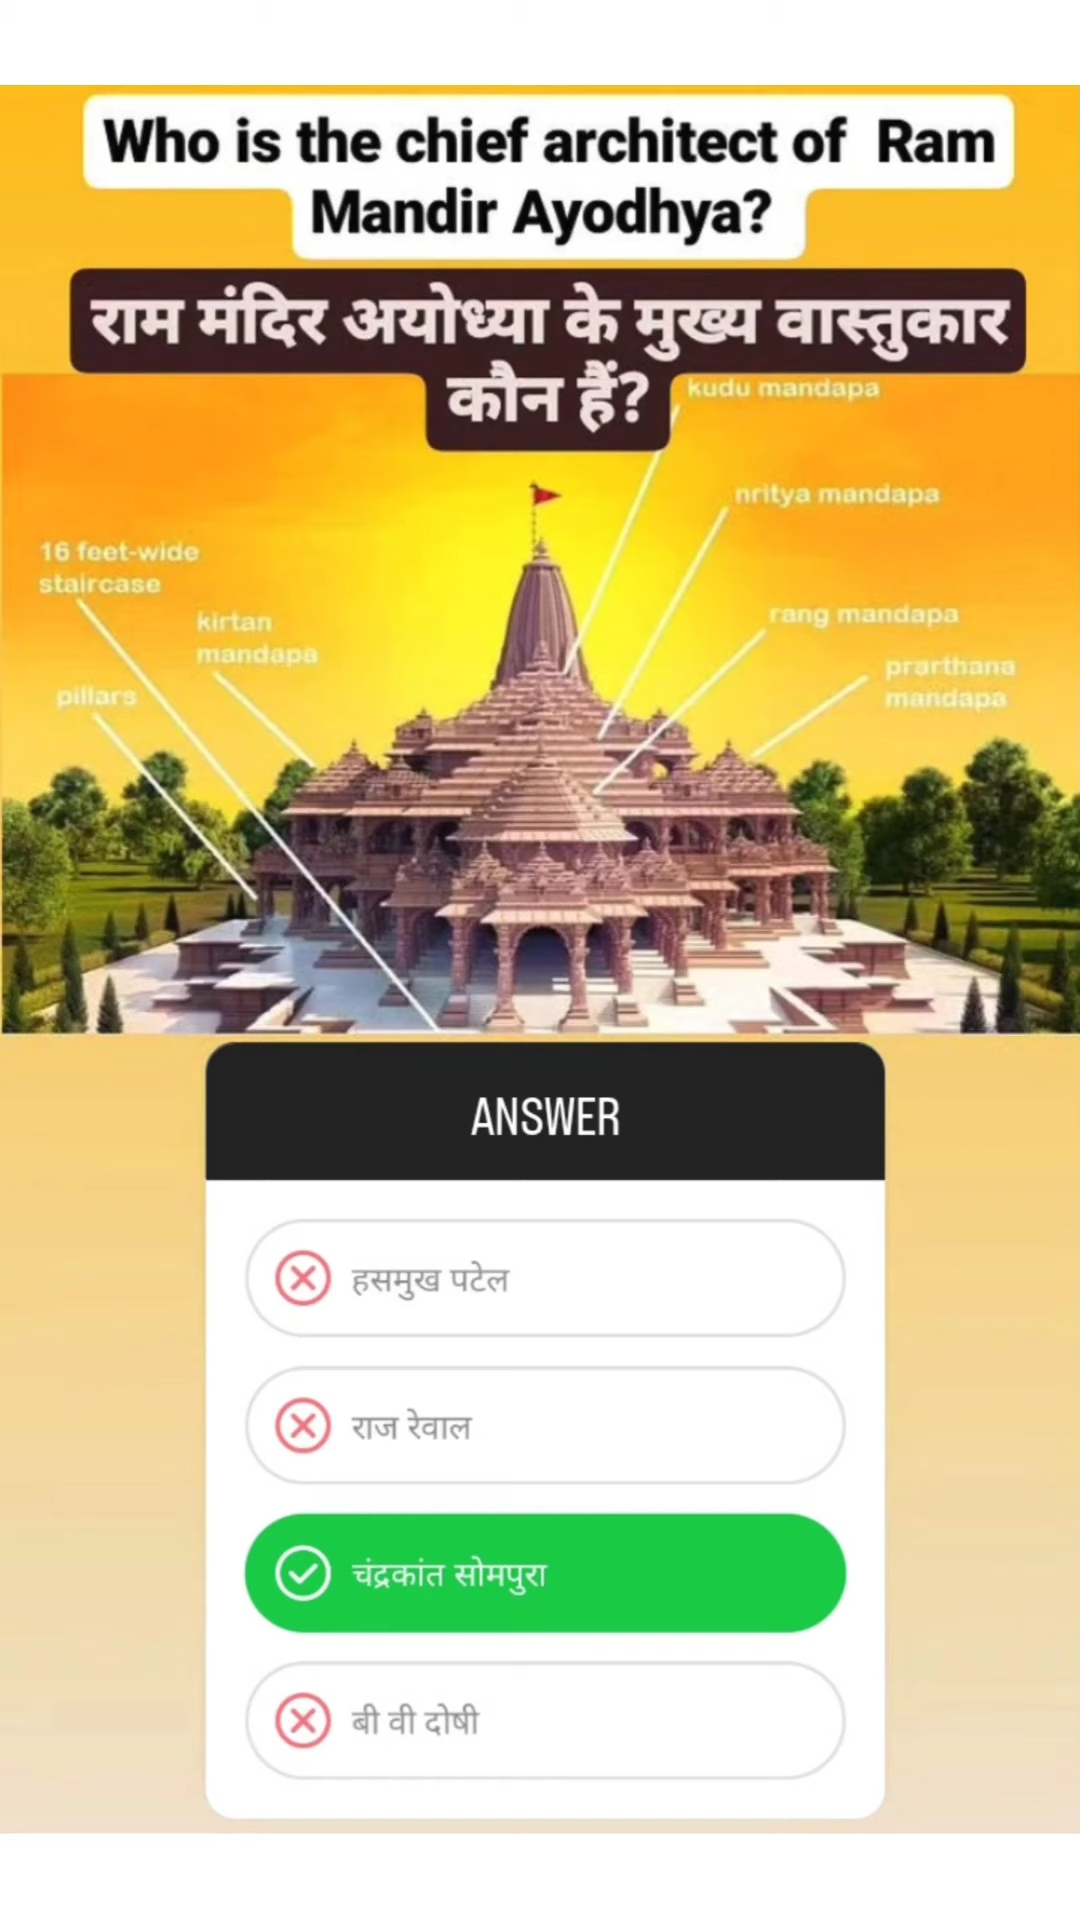 Who is the chief architect of Ram
Mandir Ayodhya?
राम मंदिर अयोध्या के मुख्य वास्तुकार
कौन हैं?
kudu mandapa
nritya mandapa
16 feet-wide
staircase
kirtan
mandapa
rang mandapa
prarthana
mandapa
pillars
ANSWER
हसमुख पटेल
राज रेवाल
चंद्रकांत सोमपुरा
बी वी दोषी